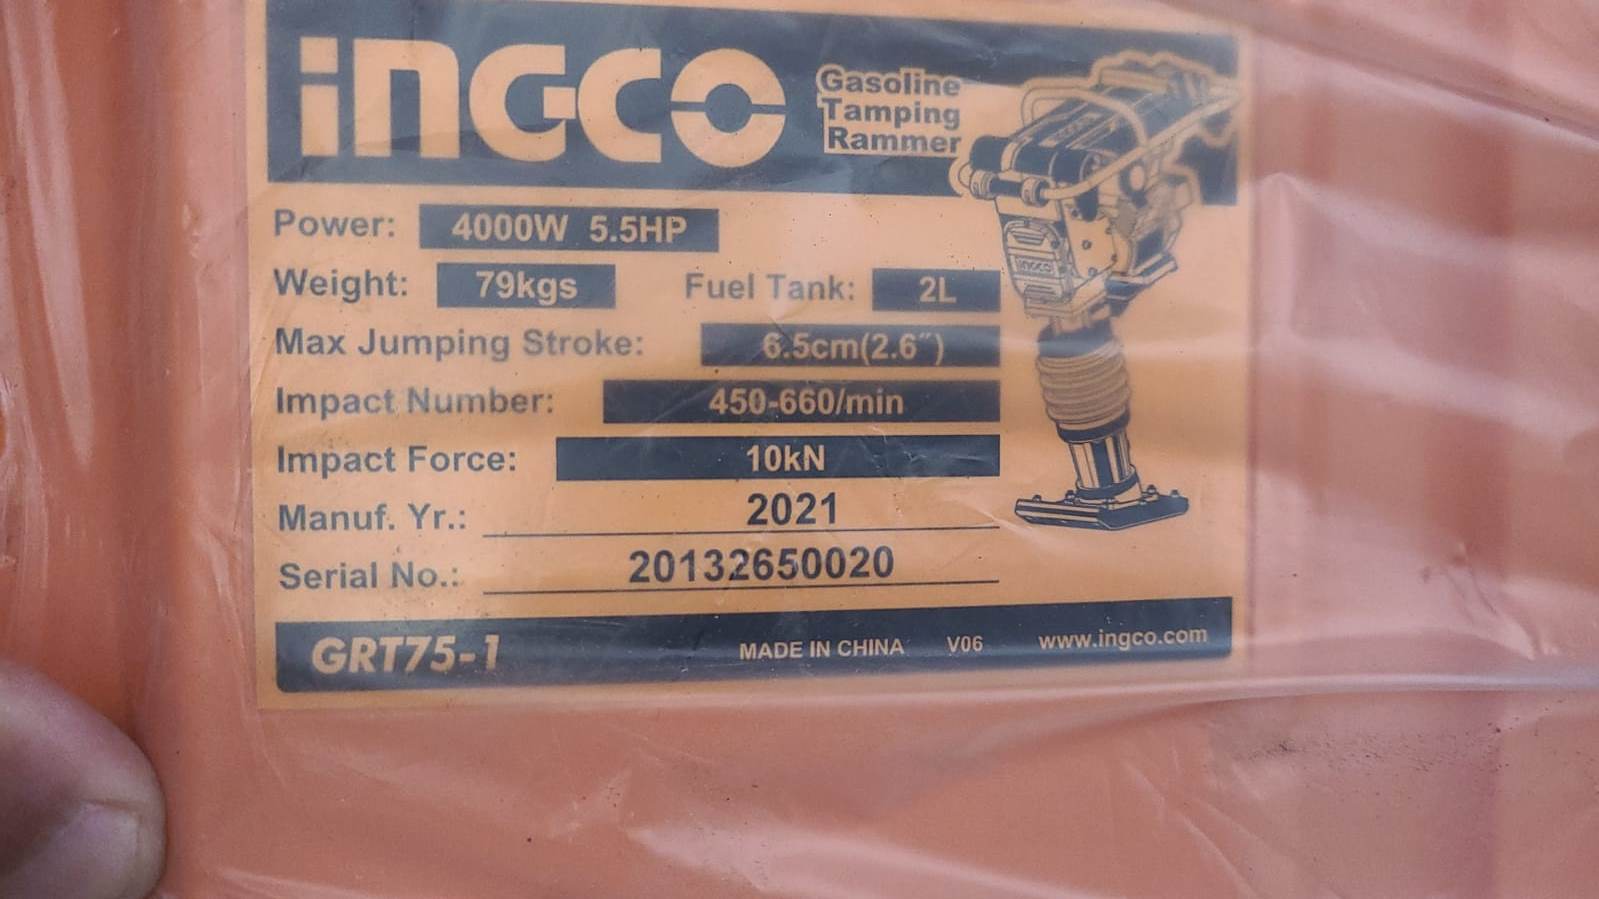 INGCO
Gasoline
Tamping
Rammer
Power: 4000W 5.5HP
Weight: 79kgs Fuel Tank: 2L
Max Jumping Stroke: 6.5cm(2.6″)
Impact Number: 450-660/min
Impact Force: 10kN
Manuf. Yr.: 2021
Serial No.: 20132650020
GRT75-1 MADE IN CHINA V06 www.ingco.com
INGCO